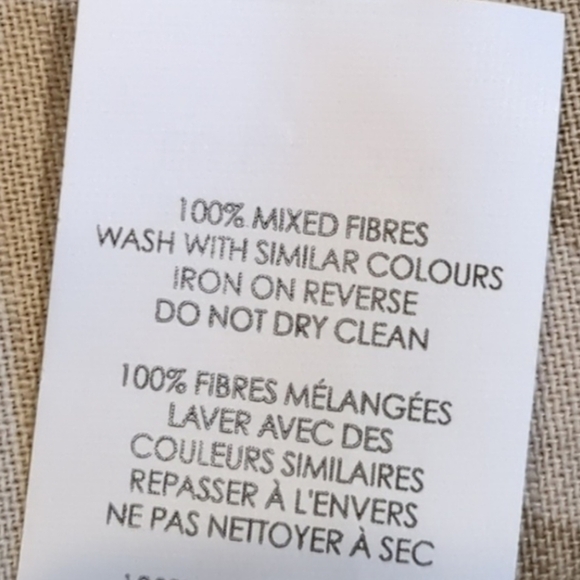 100% MIXED FIBRES
WASH WITH SIMILAR COLOURS
IRON ON REVERSE
DO NOT DRY CLEAN
100% FIBRES MÉLANGÉES
LAVER AVEC DES
COULEURS SIMILAIRES
REPASSER À L'ENVERS
NE PAS NETTOYER À SEC